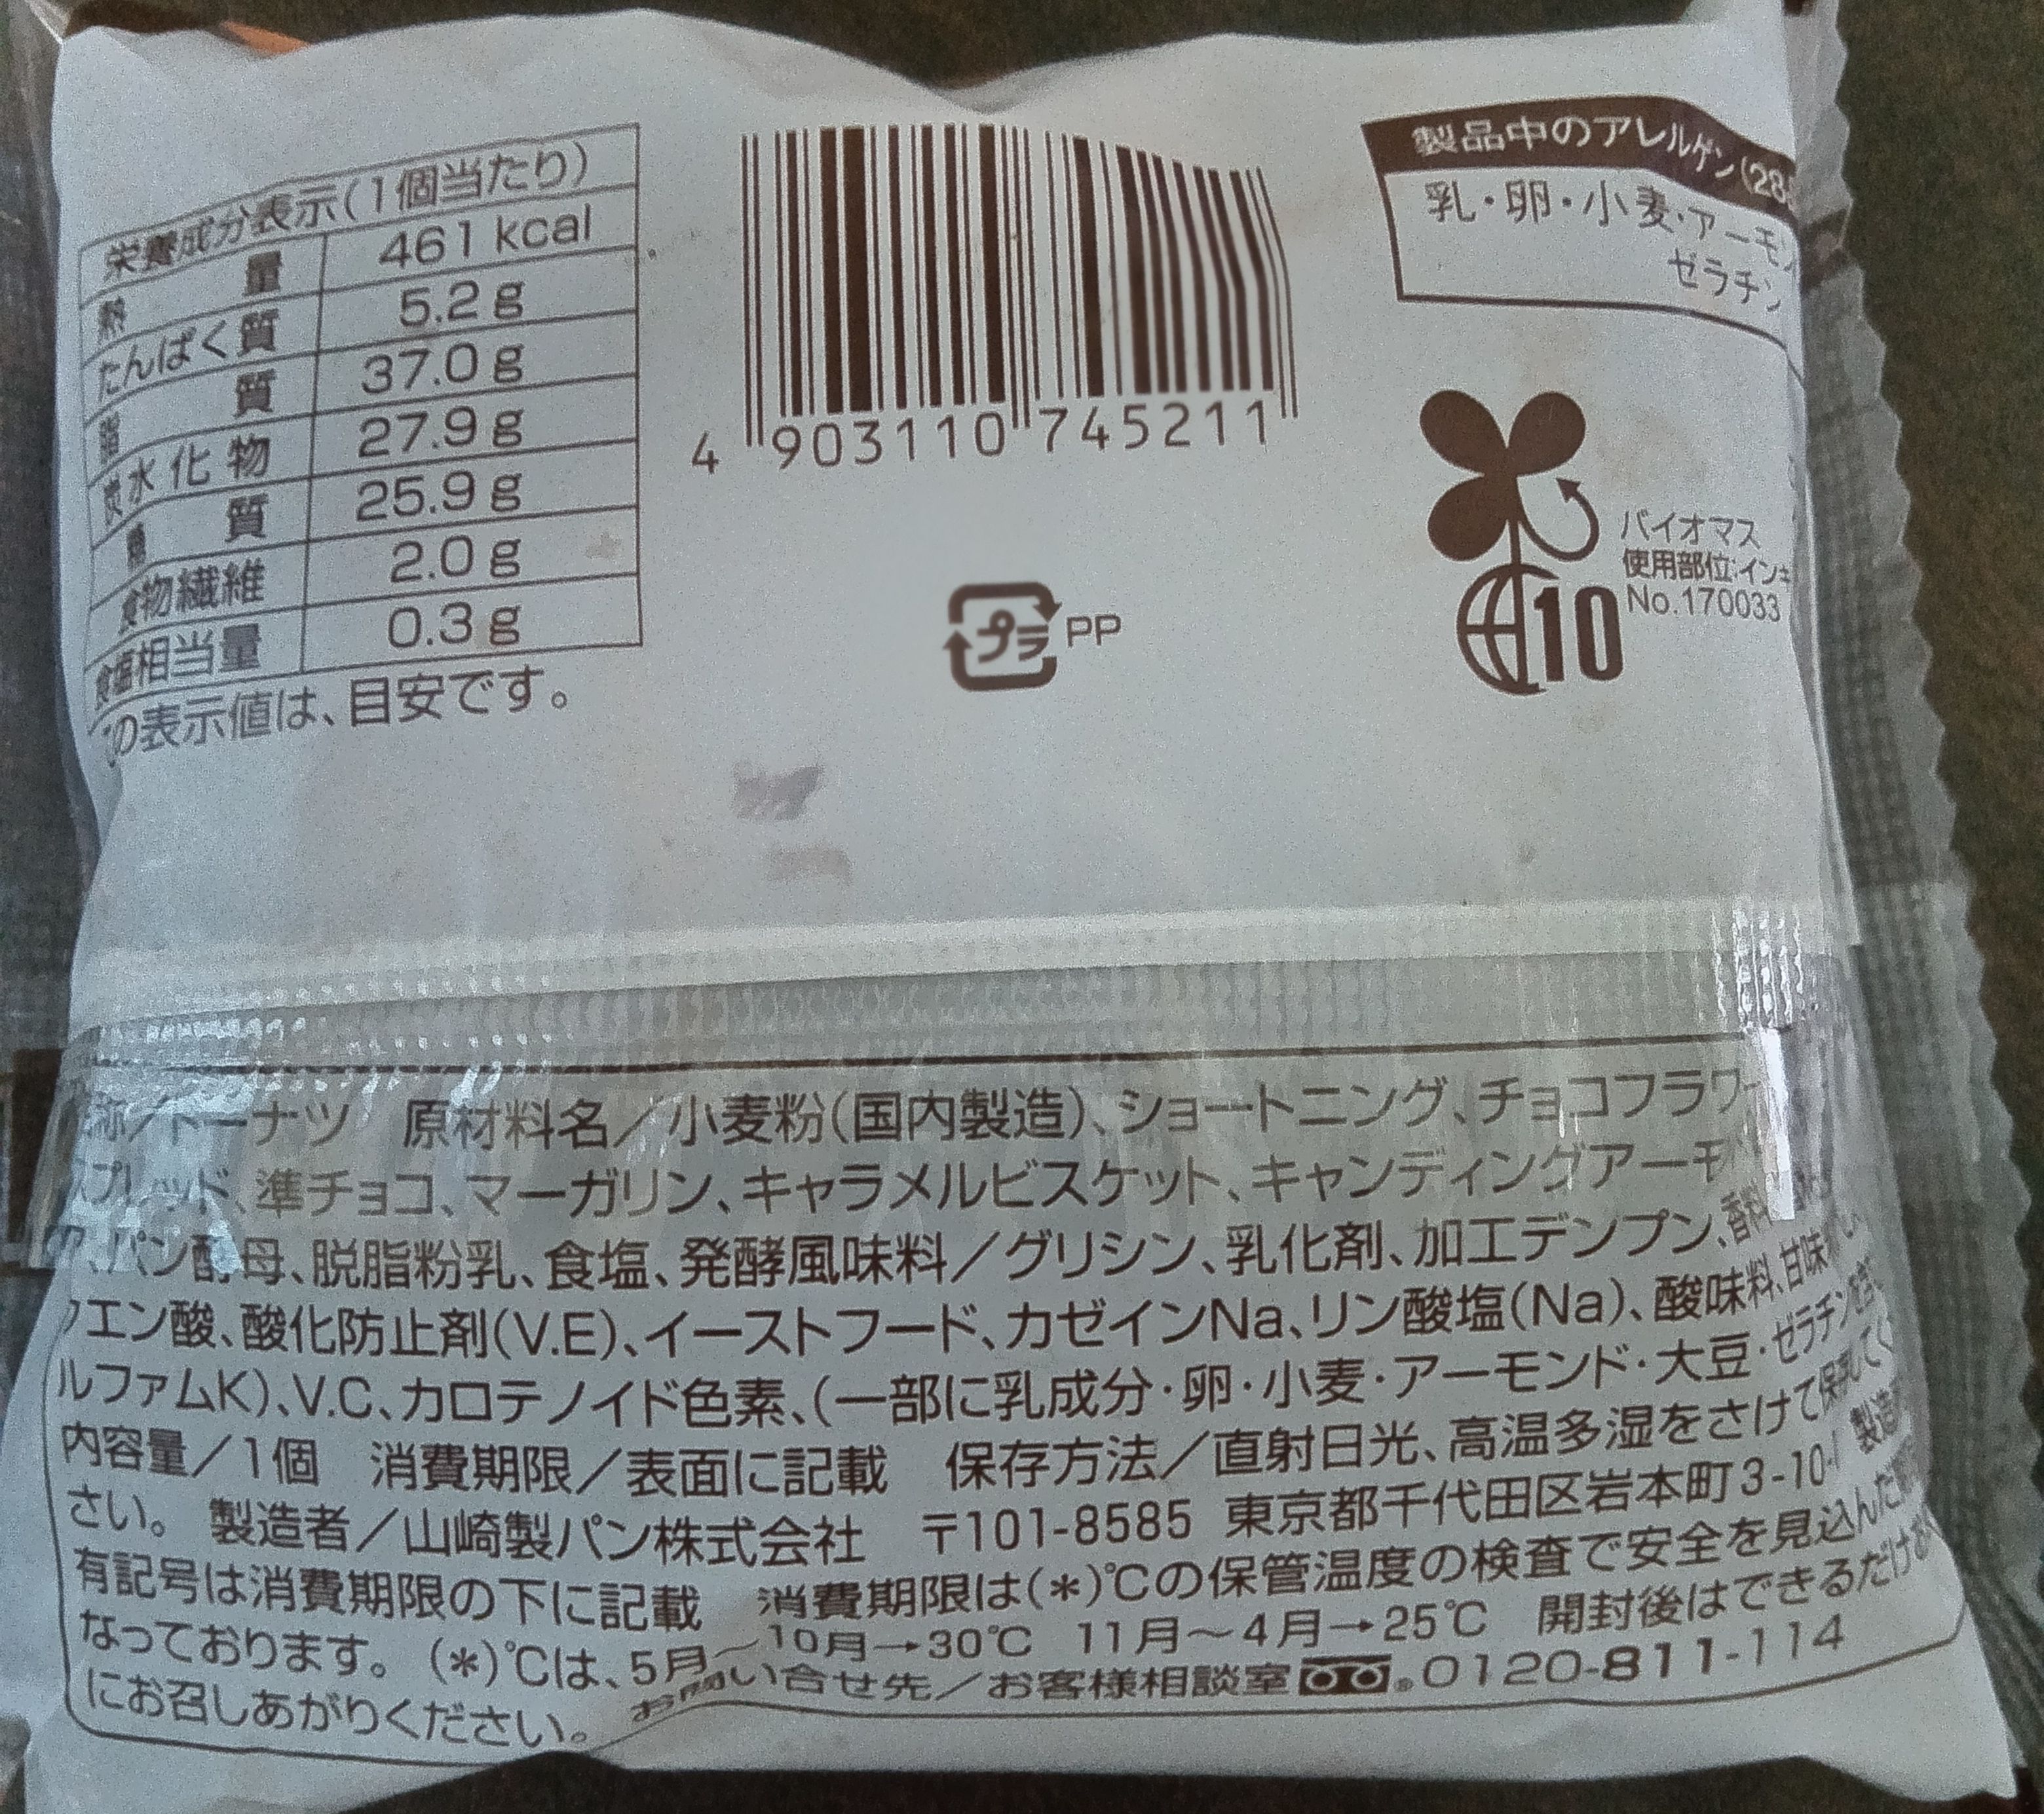 栄養成分表示(1個当たり)
熱量 461 kcal
たんぱく質 5.2g
脂質 37.0g
炭水化物 27.9g
糖質 25.9g
食物繊維 2.0g
食塩相当量 0.3g
この表示値は、目安です。
4 903110 745211
プラ PP
製品中のアレルゲン(28
乳・卵・小麦・アーモン
ゼラチン
バイオマス
使用部位:インキ
No.170033
10
称/ドーナツ 原材料名/小麦粉(国内製造)、ショートニング、チョコフラワー
スプレッド、準チョコ、マーガリン、キャラメルビスケット、キャンディングアーモ
、パン酵母、脱脂粉乳、食塩、発酵風味料/グリシン、乳化剤、加工デンプン、香料
クエン酸、酸化防止剤(V.E)、イーストフード、カゼインNa、リン酸塩(Na)、酸味料、甘味
ルファムK)、V.C、カロテノイド色素、(一部に乳成分・卵・小麦・アーモンド・大豆・ゼラチンを含
内容量/1個 消費期限/表面に記載 保存方法/直射日光、高温多湿をさけて保存してく
さい。 製造者/山崎製パン株式会社 〒101-8585 東京都千代田区岩本町3-10-1 製造
有記号は消費期限の下に記載 消費期限は(*)℃の保管温度の検査で安全を見込んだ
なっております。(*)℃は、5月~10月→30℃ 11月~4月→25℃ 開封後はできるだけ
にお召しあがりください。 お問い合せ先/お客様相談室 0120-811-114